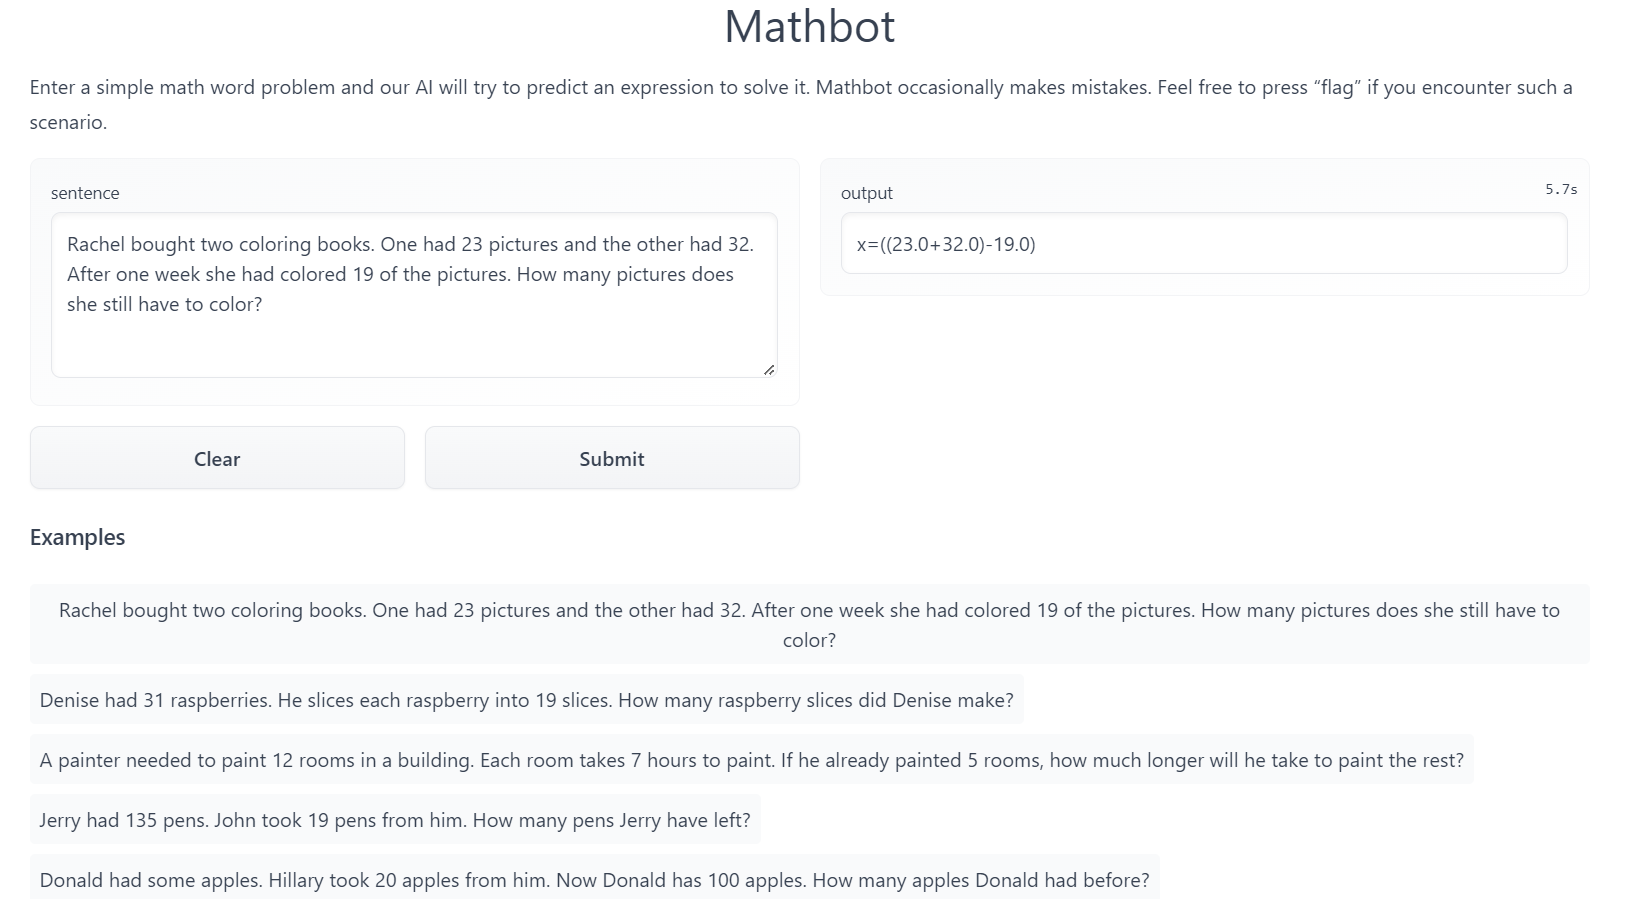 Mathbot
Enter a simple math word problem and our AI will try to predict an expression to solve it. Mathbot occasionally makes mistakes. Feel free to press “flag” if you encounter such a
scenario.
sentence
Rachel bought two coloring books. One had 23 pictures and the other had 32.
After one week she had colored 19 of the pictures. How many pictures does
she still have to color?
output
5.7s
x=((23.0+32.0)-19.0)
Clear
Submit
Examples
Rachel bought two coloring books. One had 23 pictures and the other had 32. After one week she had colored 19 of the pictures. How many pictures does she still have to
color?
Denise had 31 raspberries. He slices each raspberry into 19 slices. How many raspberry slices did Denise make?
A painter needed to paint 12 rooms in a building. Each room takes 7 hours to paint. If he already painted 5 rooms, how much longer will he take to paint the rest?
Jerry had 135 pens. John took 19 pens from him. How many pens Jerry have left?
Donald had some apples. Hillary took 20 apples from him. Now Donald has 100 apples. How many apples Donald had before?